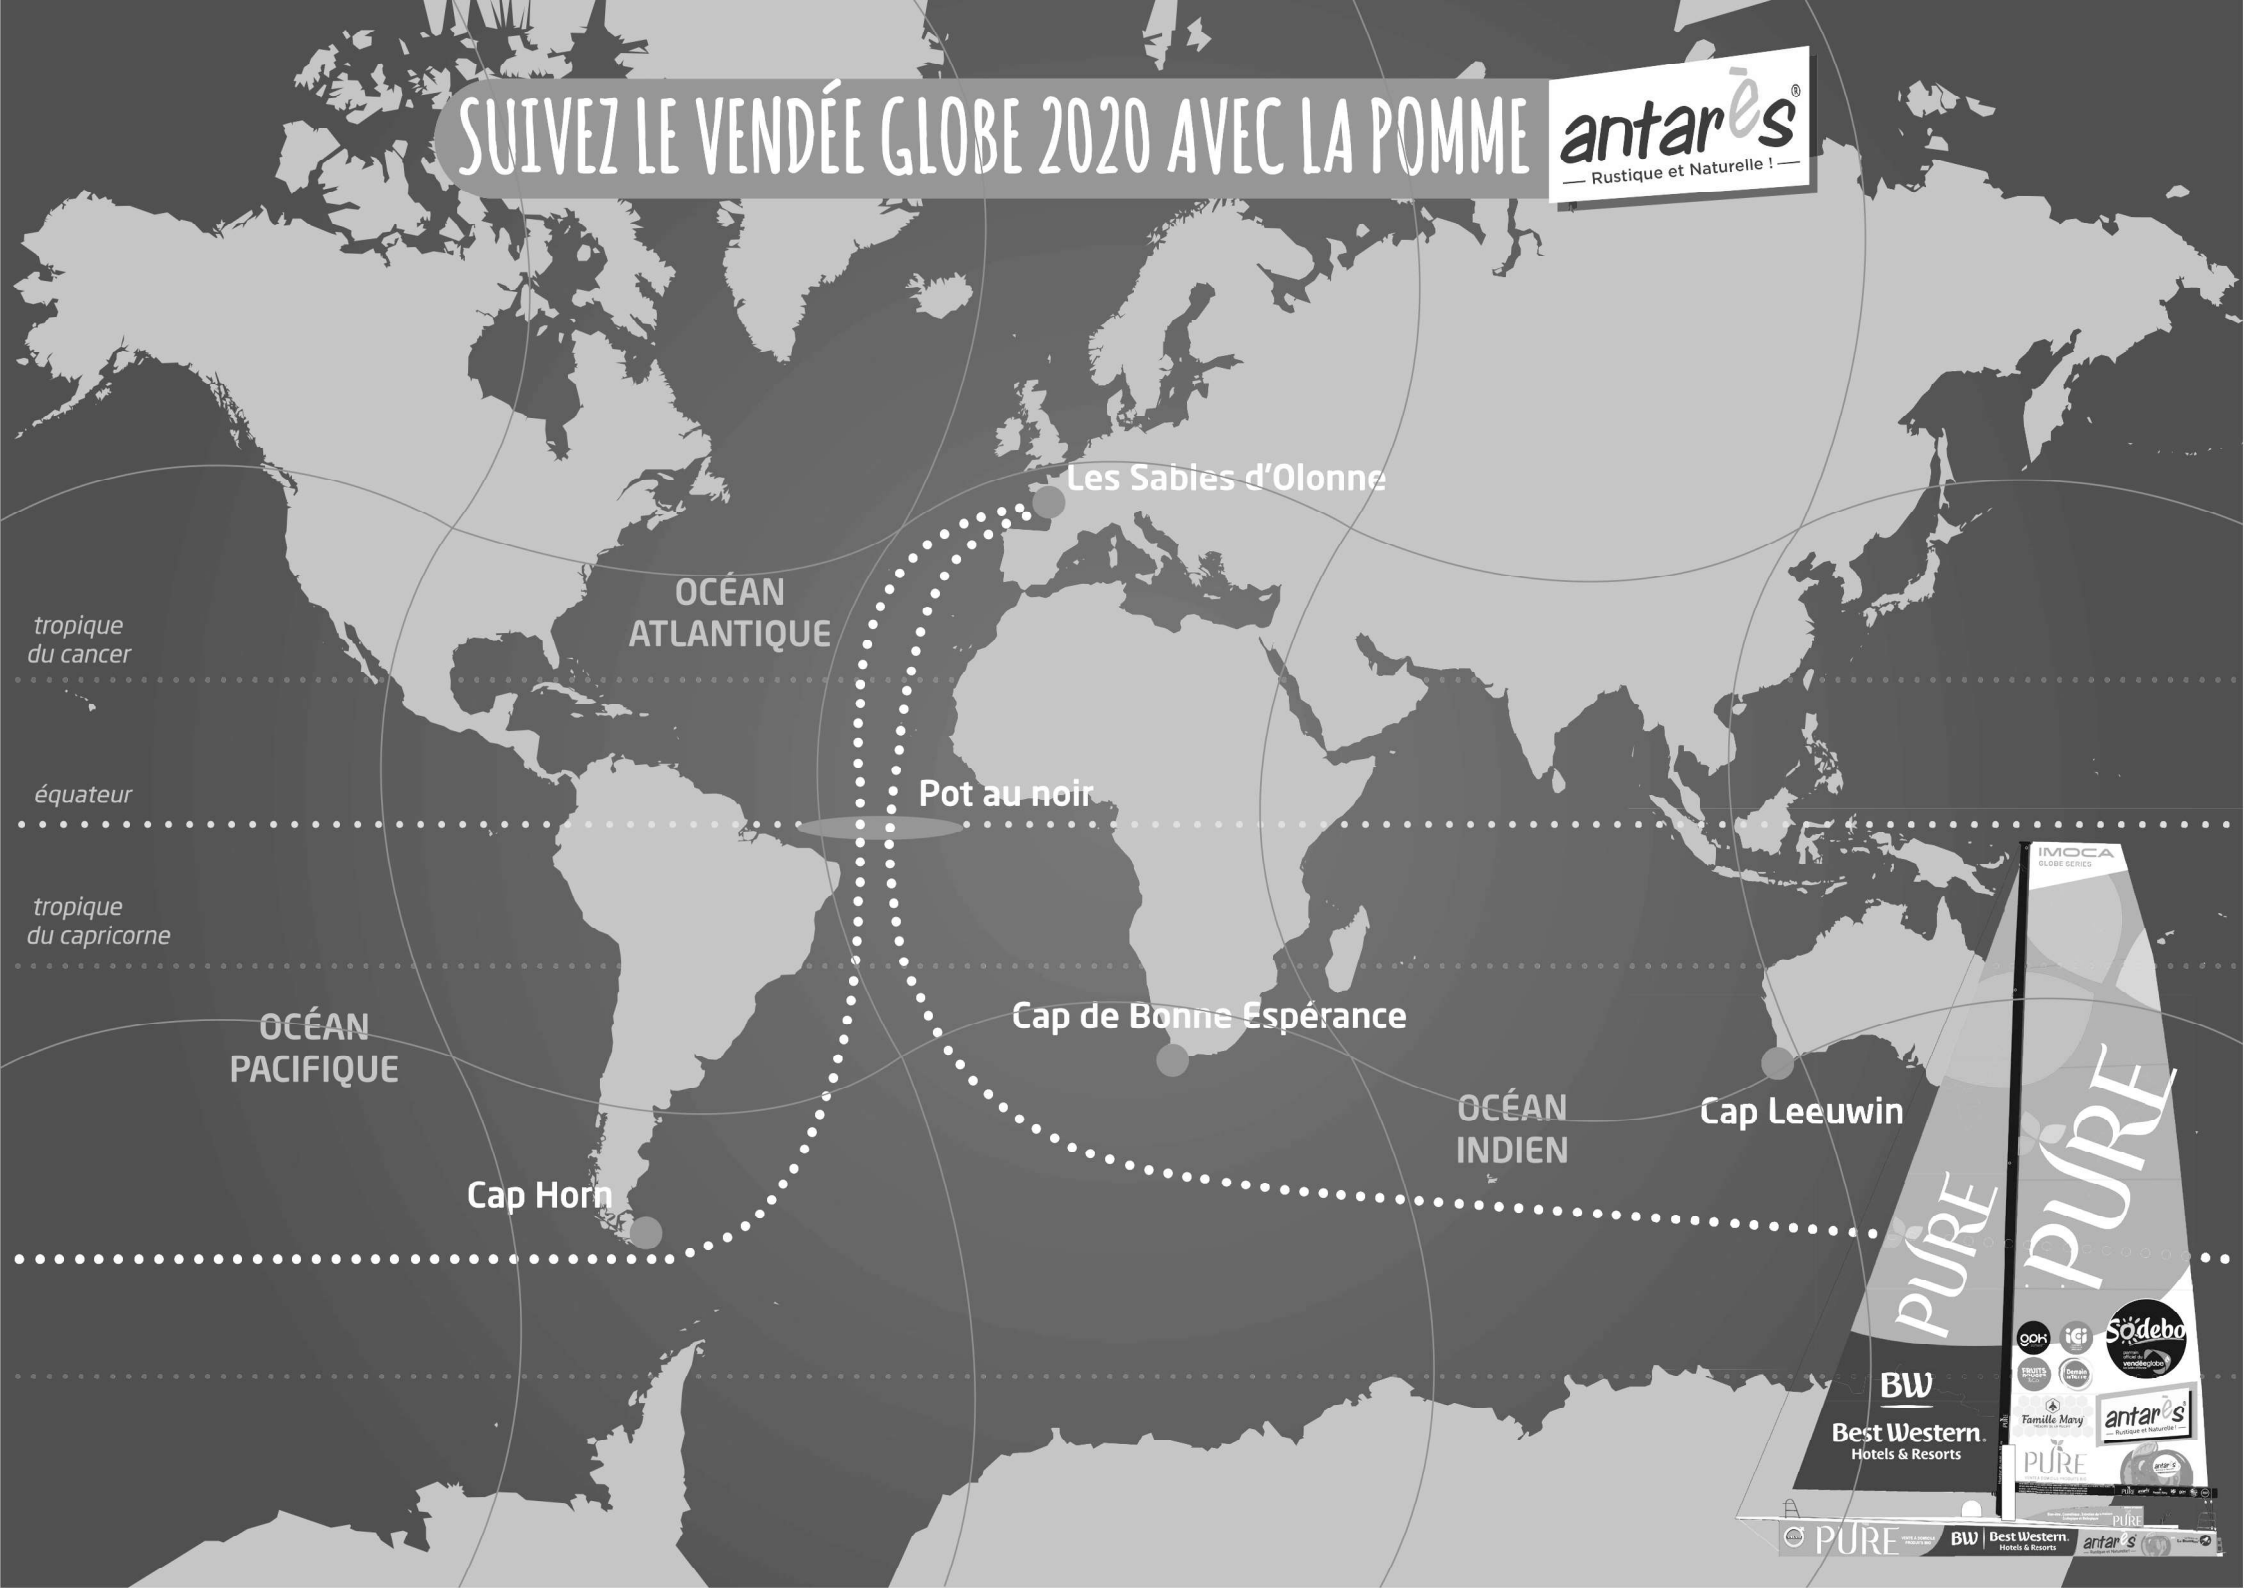 SUIVEZ LE VENDÉE GLOBE 2020 AVEC LA POMME
antarès®
— Rustique et Naturelle ! —
Les Sables d'Olonne
OCÉAN
ATLANTIQUE
tropique
du cancer
Pot au noir
équateur
IMOCA
GLOBE SERIES
tropique
du capricorne
Cap de Bonne Espérance
OCÉAN
PACIFIQUE
OCÉAN
INDIEN
Cap Leeuwin
Cap Horn
PURE
PURE
Sodebo
vendéeglobe
gph
FRUITS
ROUGES
BW
Best Western.
Hotels & Resorts
Famille Mary
antarès
Rustique et Naturelle !
PURE
PURE
PURE
BW
Best Western.
Hotels & Resorts
antarès